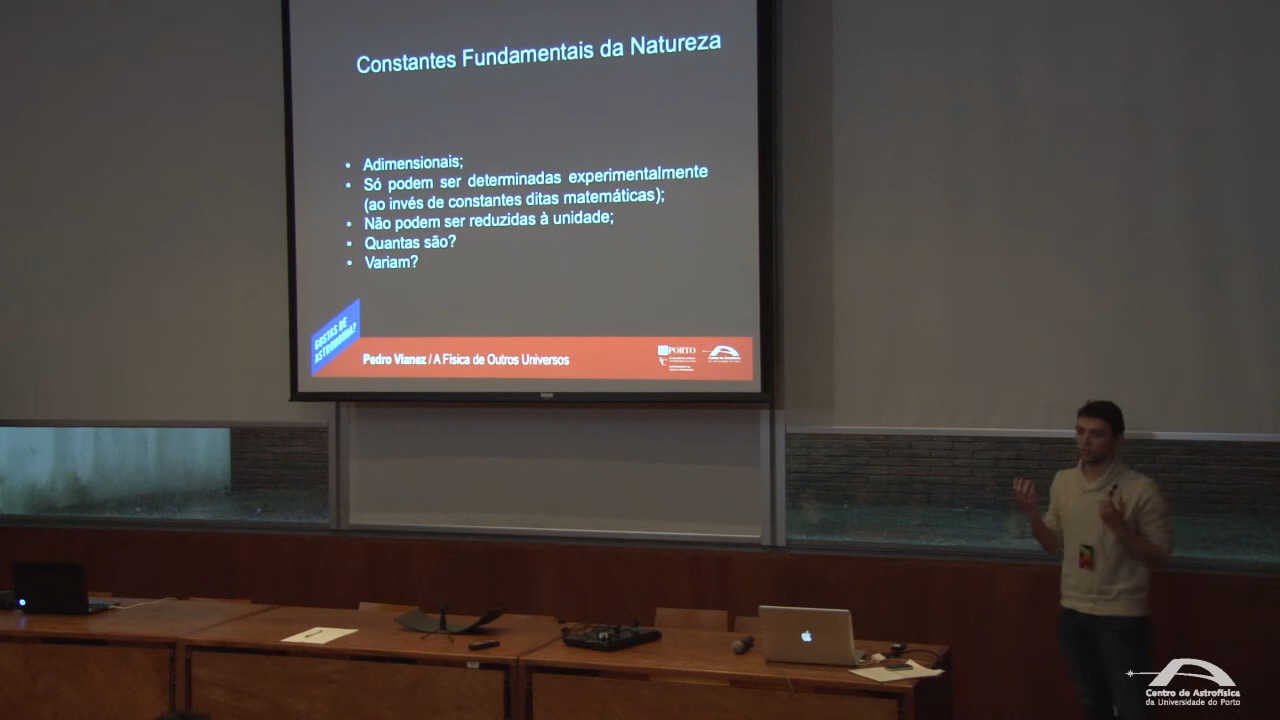 Constantes Fundamentais da Natureza
• Adimensionais;
• Só podem ser determinadas experimentalmente
(ao invés de constantes ditas matemáticas);
• Não podem ser reduzidas à unidade;
• Quantas são?
• Variam?
GOSTAS DE
ASTRONOMIA?
Pedro Vianez / A Física de Outros Universos
PORTO
Centro de Astrofísica
da Universidade do Porto